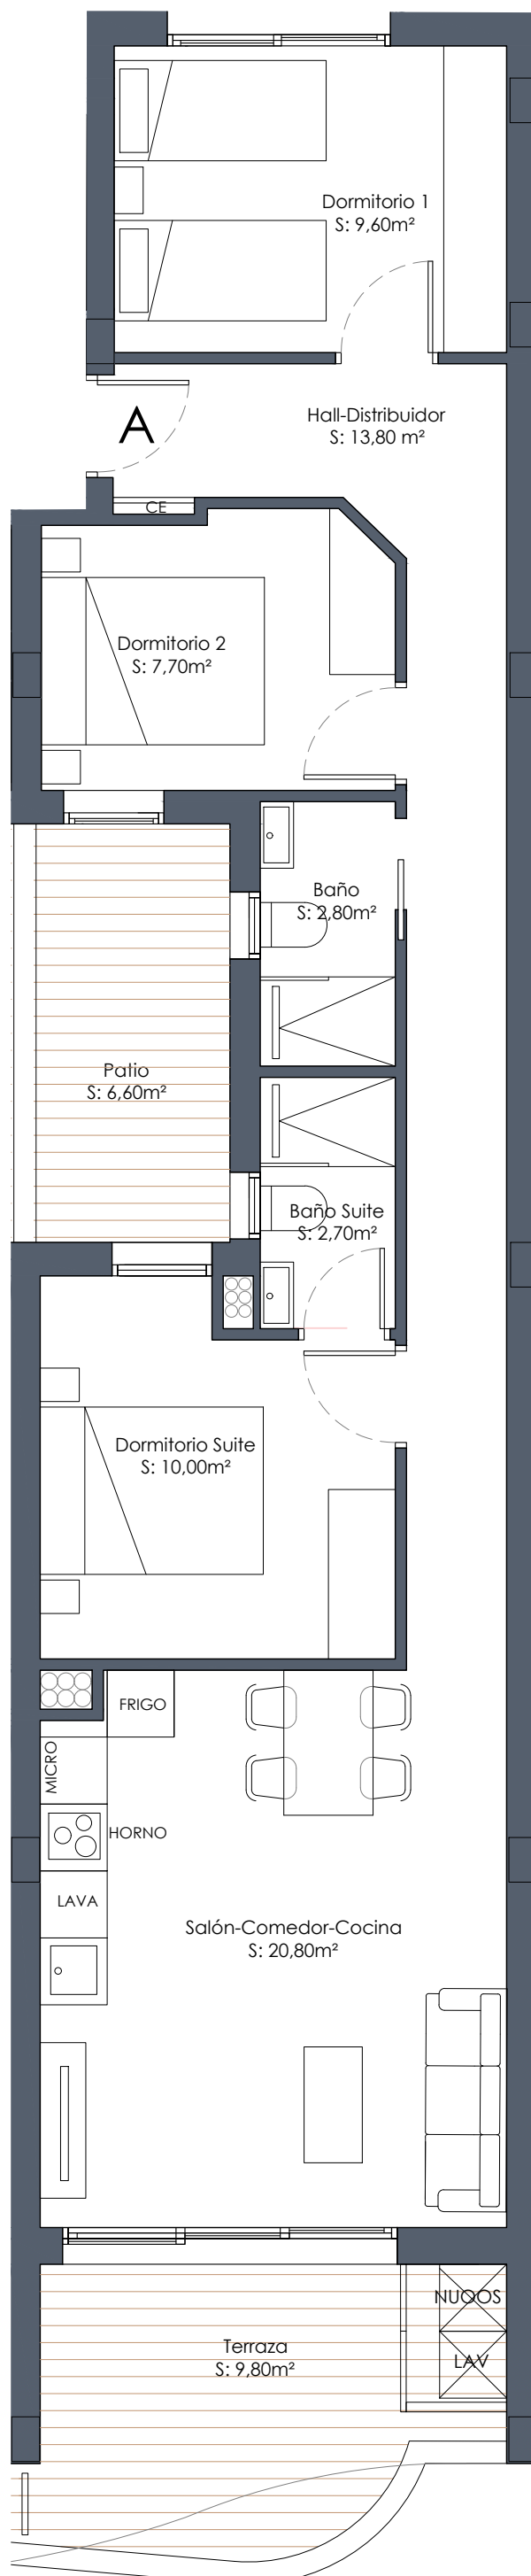 Dormitorio 1
S: 9,60m²
Hall-Distribuidor
S: 13,80 m²
A
CE
Dormitorio 2
S: 7,70m²
Baño
S: 2,80m²
Patio
S: 6,60m²
Baño Suite
S: 2,70m²
Dormitorio Suite
S: 10,00m²
FRIGO
MICRO
HORNO
LAVA
Salón-Comedor-Cocina
S: 20,80m²
NUOOS
LAV
Terraza
S: 9,80m²